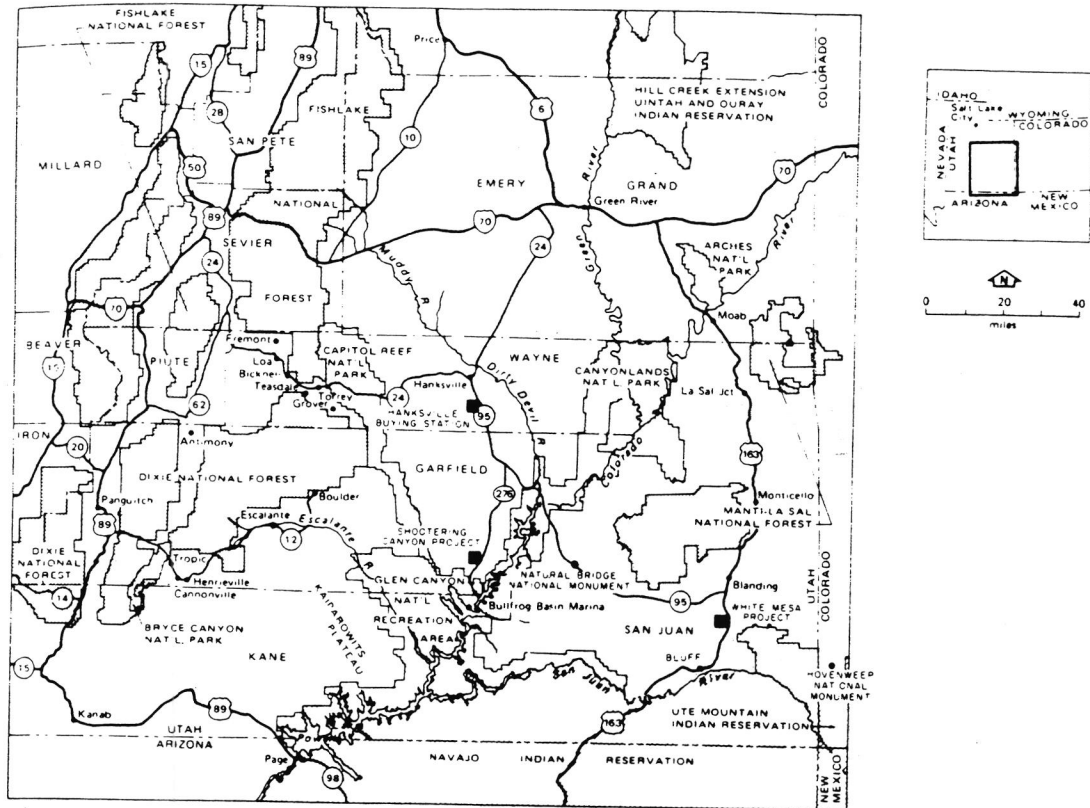 FISHLAKE
NATIONAL FOREST
15
89
Price
28
FISHLAKE
6
HILL CREEK EXTENSION
UINTAH AND OURAY
INDIAN RESERVATION
COLORADO
10
SAN PETE
MILLARD
50
River
EMERY
GRAND
70
NATIONAL
Green River
89
70
SEVIER
24
24
Muddy R
Green
ARCHES
NAT'L
PARK
River
FOREST
70
Moab
BEAVER
Fremont
CAPITOL REEF
NAT'L
PARK
WAYNE
PIUTE
Loa
Bicknell
Teasdale
Torrey
Grover
Dirty Devil R
CANYONLANDS
NAT'L PARK
15
Hanksville
La Sal Jct
24
62
95
HANKSVILLE
BUYING STATION
IRON
Antimony
20
Colorado
163
DIXIE NATIONAL FOREST
GARFIELD
276
Panguitch
Boulder
Monticello
MANTI-LA SAL
NATIONAL FOREST
89
Escalante
Escalante R
12
SHOOTERING
CANYON PROJECT
DIXIE
NATIONAL
FOREST
Tropic
Henrieville
Cannonville
GLEN CANYON
NAT'L
RECREATION
AREA
NATURAL BRIDGE
NATIONAL MONUMENT
Blanding
UTAH
COLORADO
14
Bullfrog Basin Marina
95
WHITE MESA
PROJECT
BRYCE CANYON
NAT'L PARK
KAIPAROWITS
PLATEAU
SAN JUAN
KANE
15
BLUFF
San Juan
River
HOVENWEEP
NATIONAL
MONUMENT
Kanab
89
163
UTE MOUNTAIN
INDIAN RESERVATION
UTAH
ARIZONA
Page
98
NAVAJO INDIAN RESERVATION
NEW
MEXICO
IDAHO
Salt Lake
City
WYOMING
COLORADO
NEVADA
UTAH
ARIZONA
NEW
MEXICO
N
0 20 40
miles